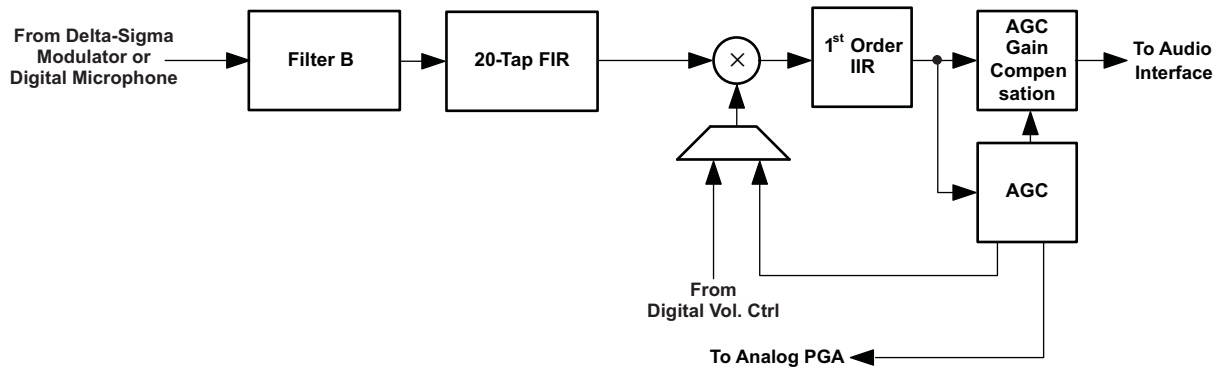 From Delta-Sigma
Modulator or
Digital Microphone
Filter B
20-Tap FIR
×
1st Order
IIR
AGC
Gain
Compen
sation
To Audio
Interface
AGC
From
Digital Vol. Ctrl
To Analog PGA